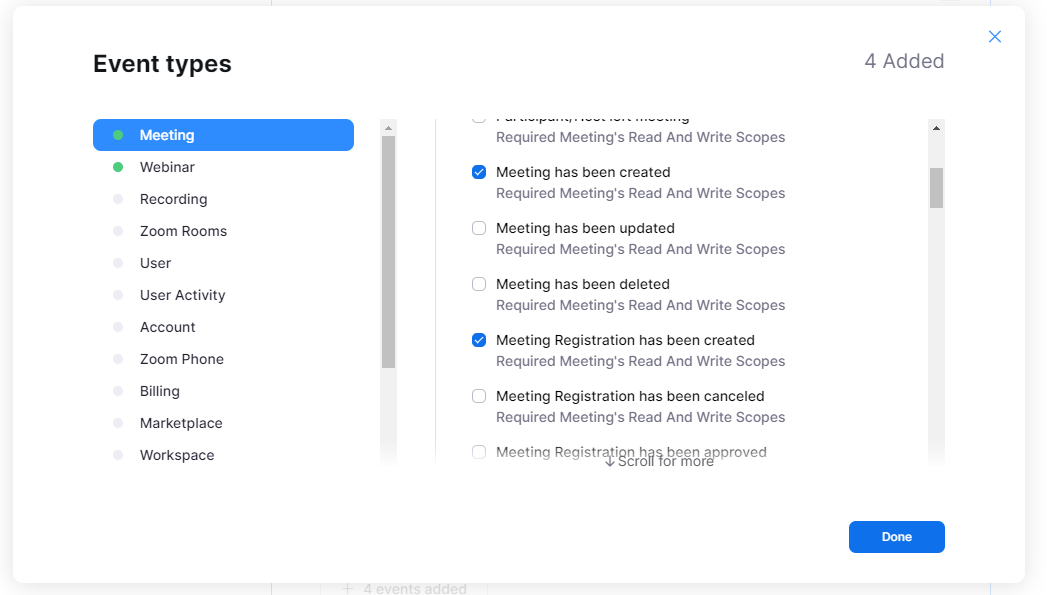 Event types
4 Added
Meeting
Webinar
Recording
Zoom Rooms
User
User Activity
Account
Zoom Phone
Billing
Marketplace
Workspace
Participant/Host left meeting
Required Meeting's Read And Write Scopes
Meeting has been created
Required Meeting's Read And Write Scopes
Meeting has been updated
Required Meeting's Read And Write Scopes
Meeting has been deleted
Required Meeting's Read And Write Scopes
Meeting Registration has been created
Required Meeting's Read And Write Scopes
Meeting Registration has been canceled
Required Meeting's Read And Write Scopes
Meeting Registration has been approved
↓ Scroll for more
Done
+ 4 events added